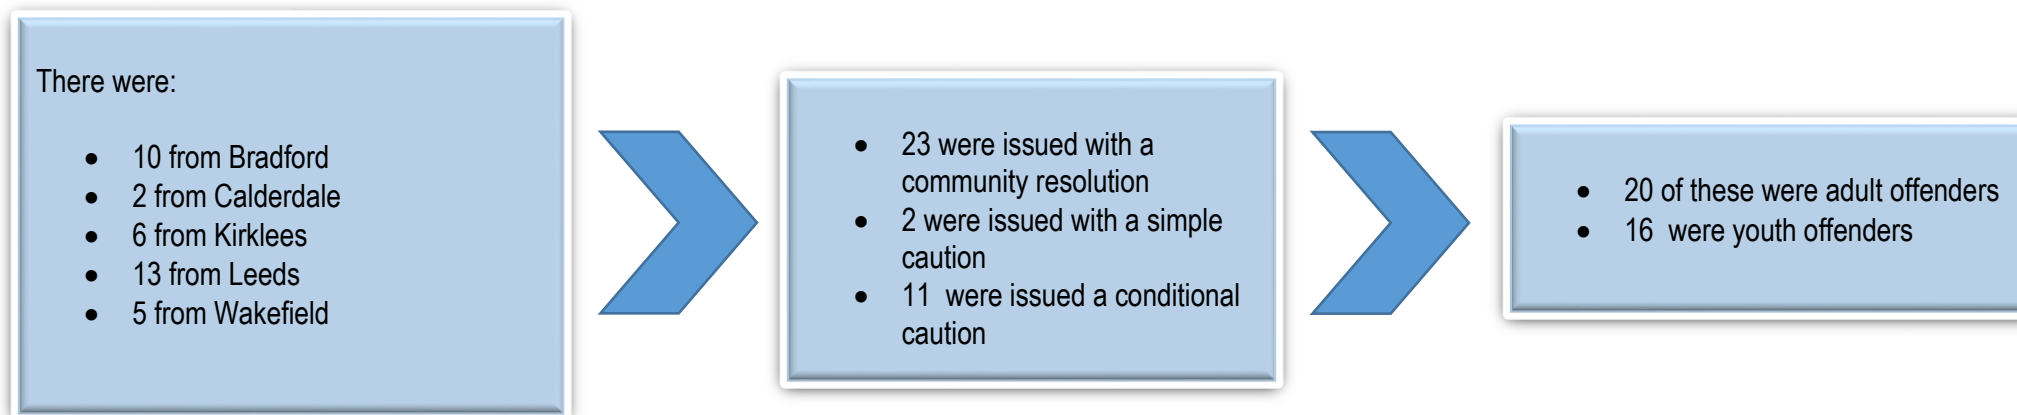 There were:
• 10 from Bradford
• 2 from Calderdale
• 6 from Kirklees
• 13 from Leeds
• 5 from Wakefield
• 23 were issued with a
community resolution
• 2 were issued with a simple
caution
• 11  were issued a conditional
caution
• 20 of these were adult offenders
• 16  were youth offenders